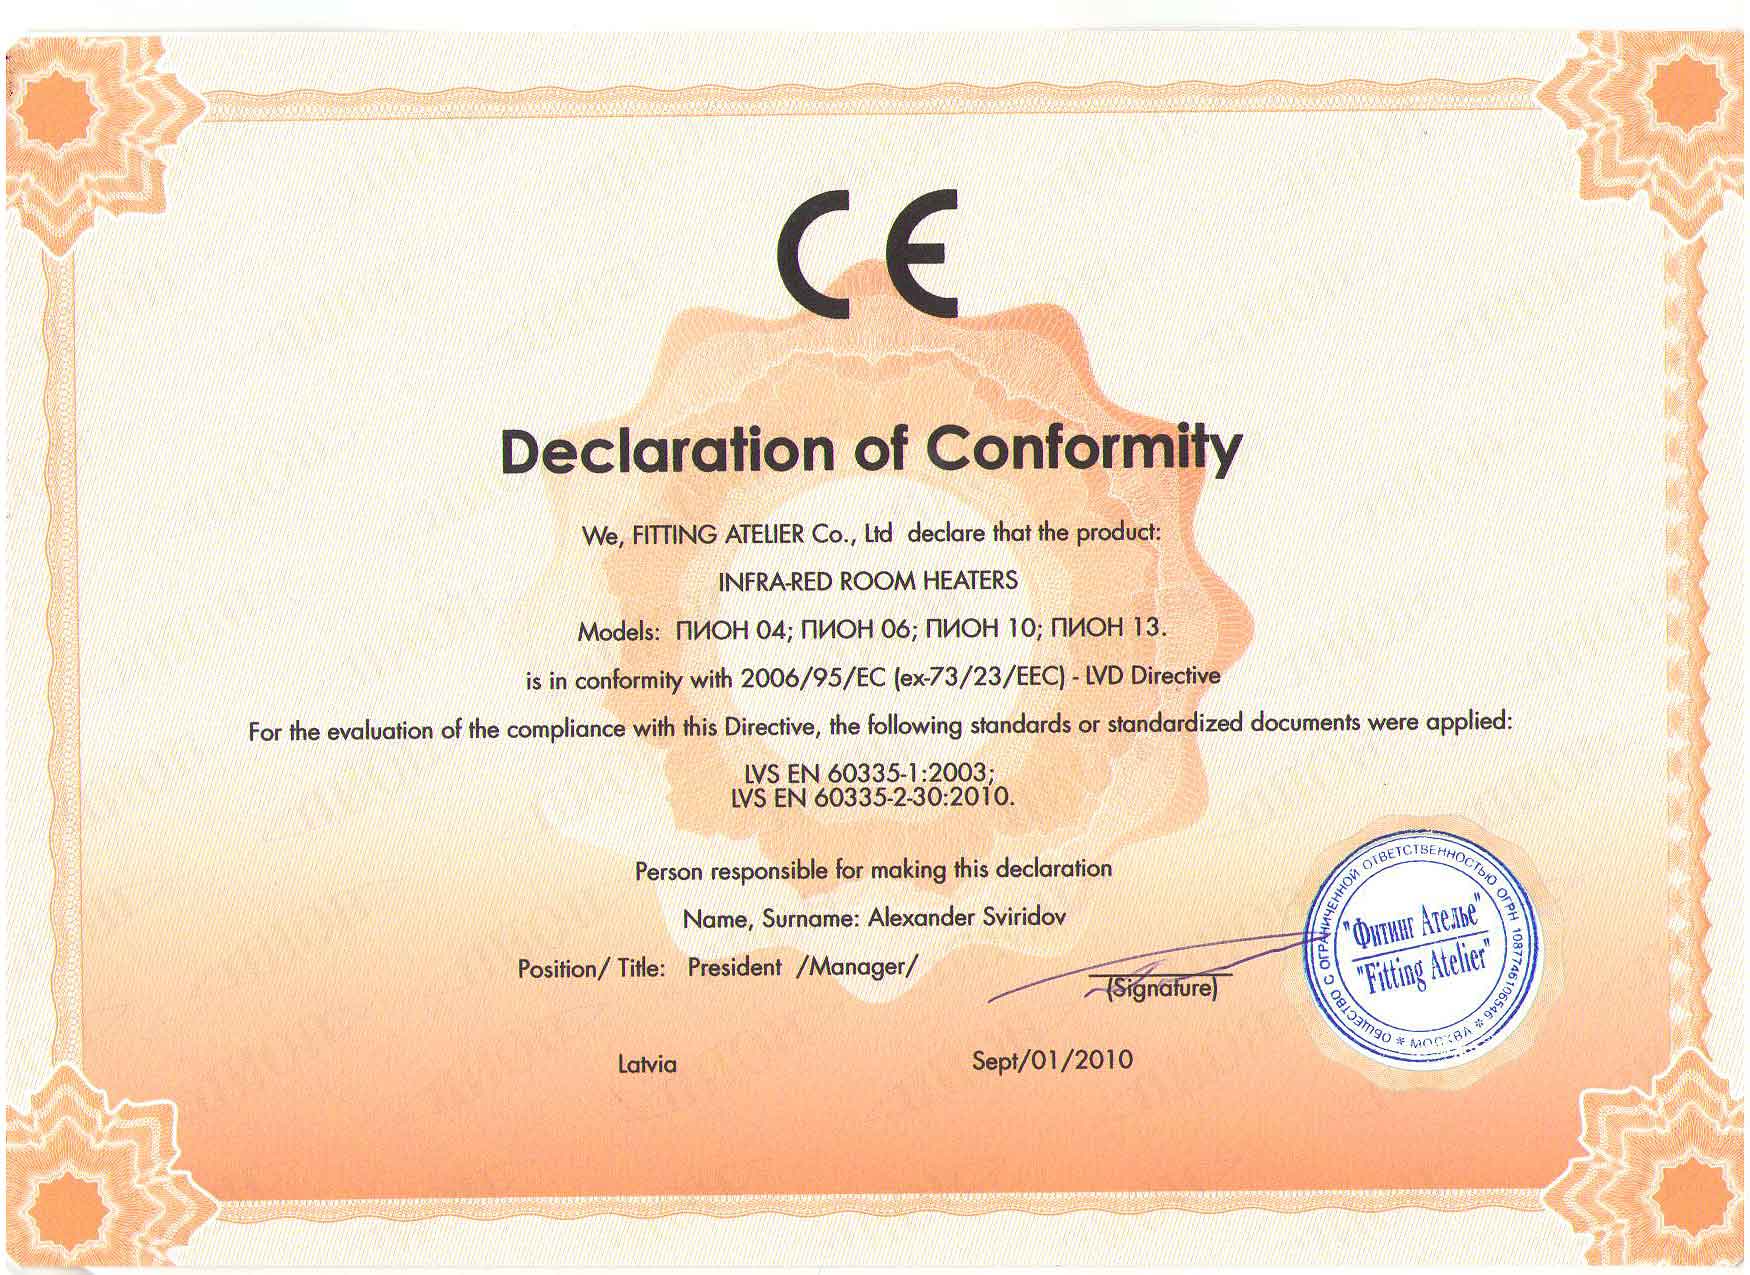 CE
Declaration of Conformity
We, FITTING ATELIER Co., Ltd declare that the product:
INFRA-RED ROOM HEATERS
Models: ПИОН 04; ПИОН 06; ПИОН 10; ПИОН 13.
is in conformity with 2006/95/EC (ex-73/23/EEC) - LVD Directive
For the evaluation of the compliance with this Directive, the following standards or standardized documents were applied:
LVS EN 60335-1:2003;
LVS EN 60335-2-30:2010.
Person responsible for making this declaration
Name, Surname: Alexander Sviridov
Position/ Title: President /Manager/
(Signature)
Latvia
Sept/01/2010
ОБЩЕСТВО С ОГРАНИЧЕННОЙ ОТВЕТСТВЕННОСТЬЮ ОГРН 1087746106546
* МОСКВА *
"Фитинг Ателье"
"Fitting Atelier"